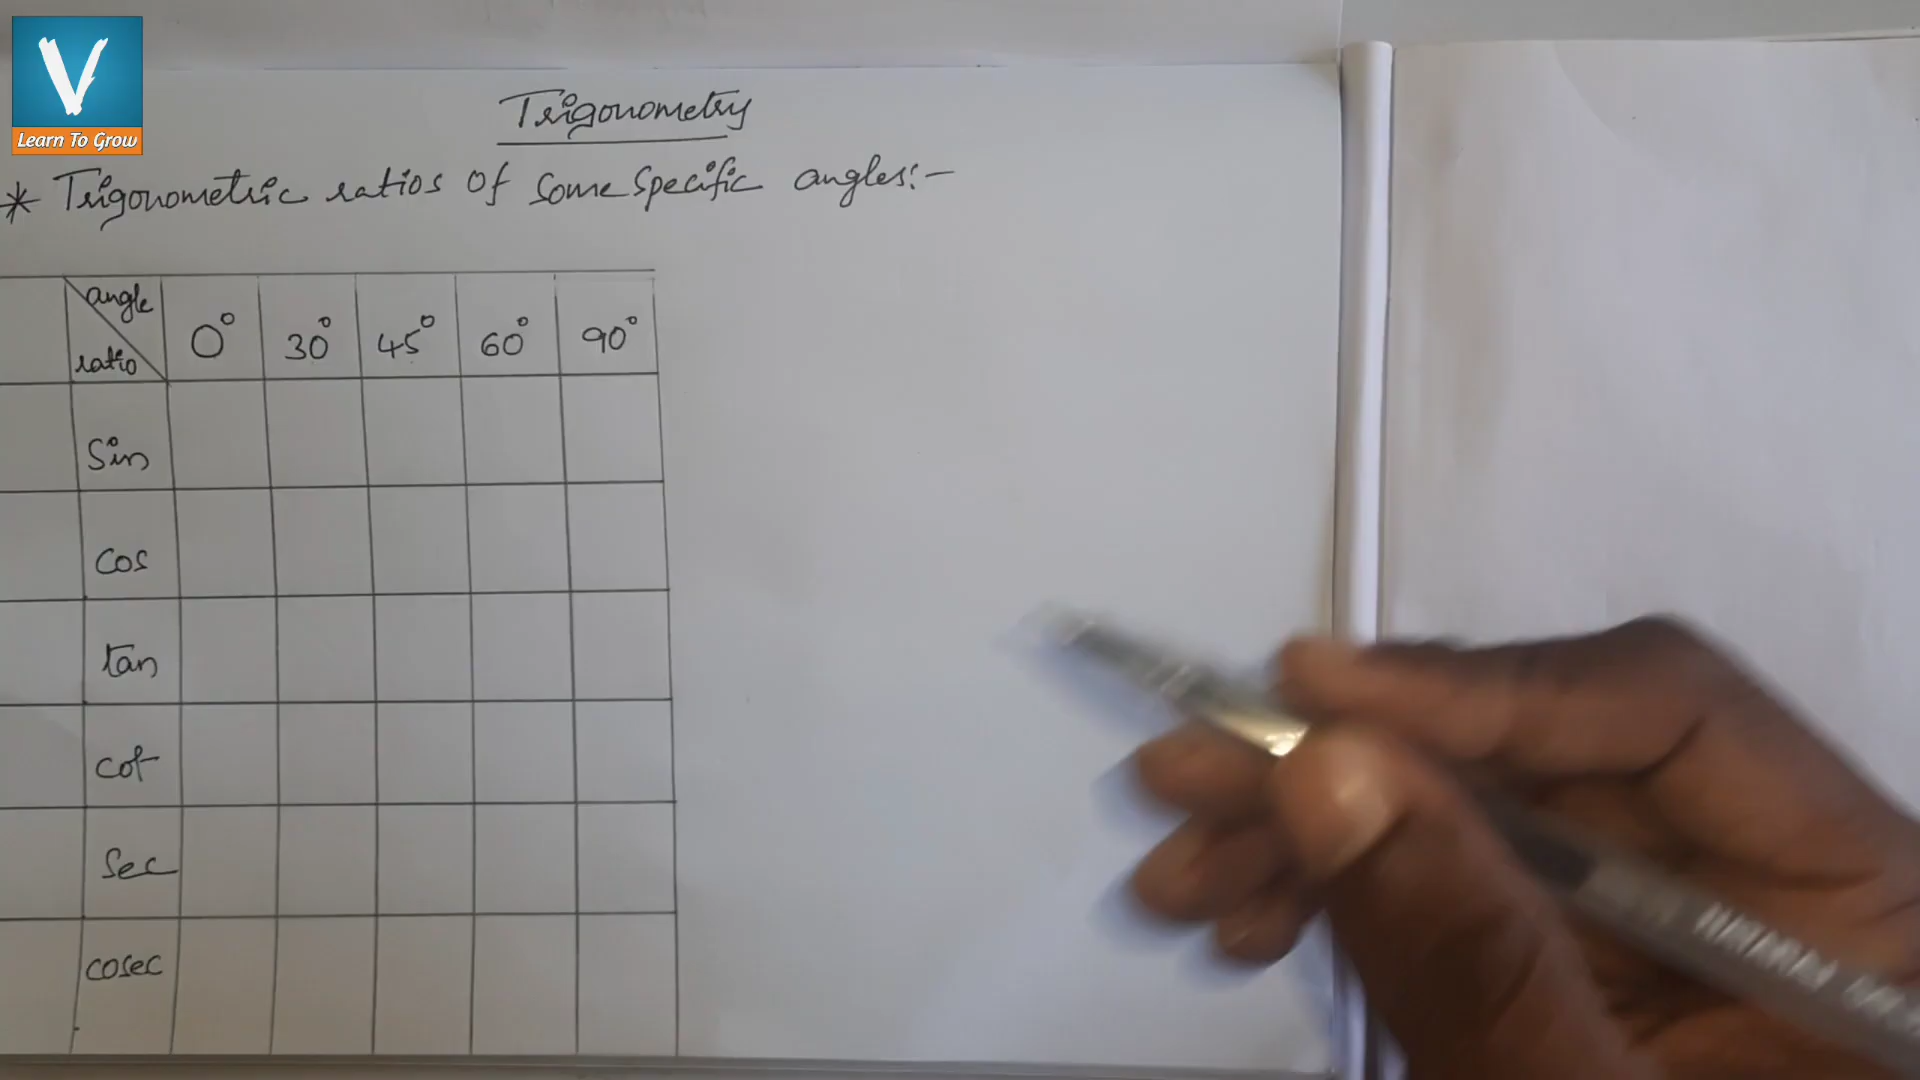 V
Learn To Grow
Trigonometry
* Trigonometric ratios of some specific angles:-
angle
ratio
0° 30° 45° 60° 90°
Sin
Cos
tan
cot
Sec
cosec
NATARAJ